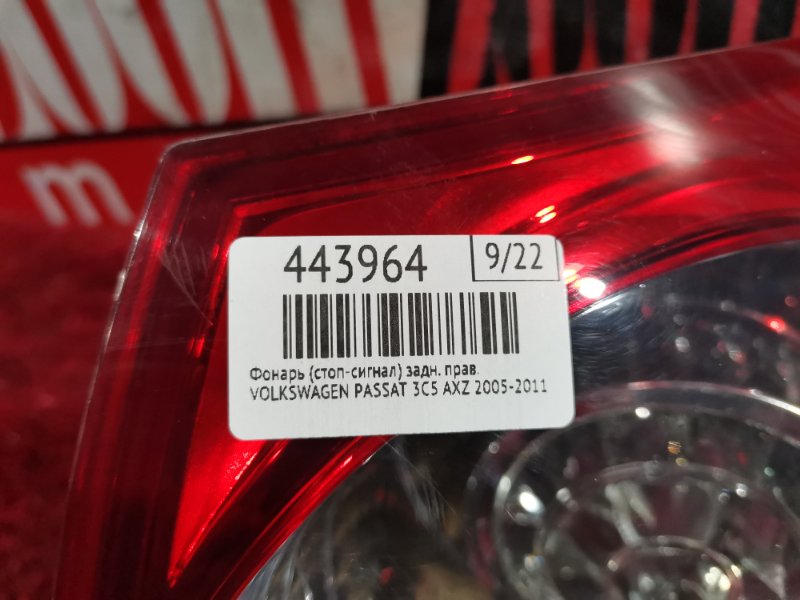 m
443964 9/22
Фонарь (стоп-сигнал) задн. прав.
VOLKSWAGEN PASSAT 3C5 AXZ 2005-2011